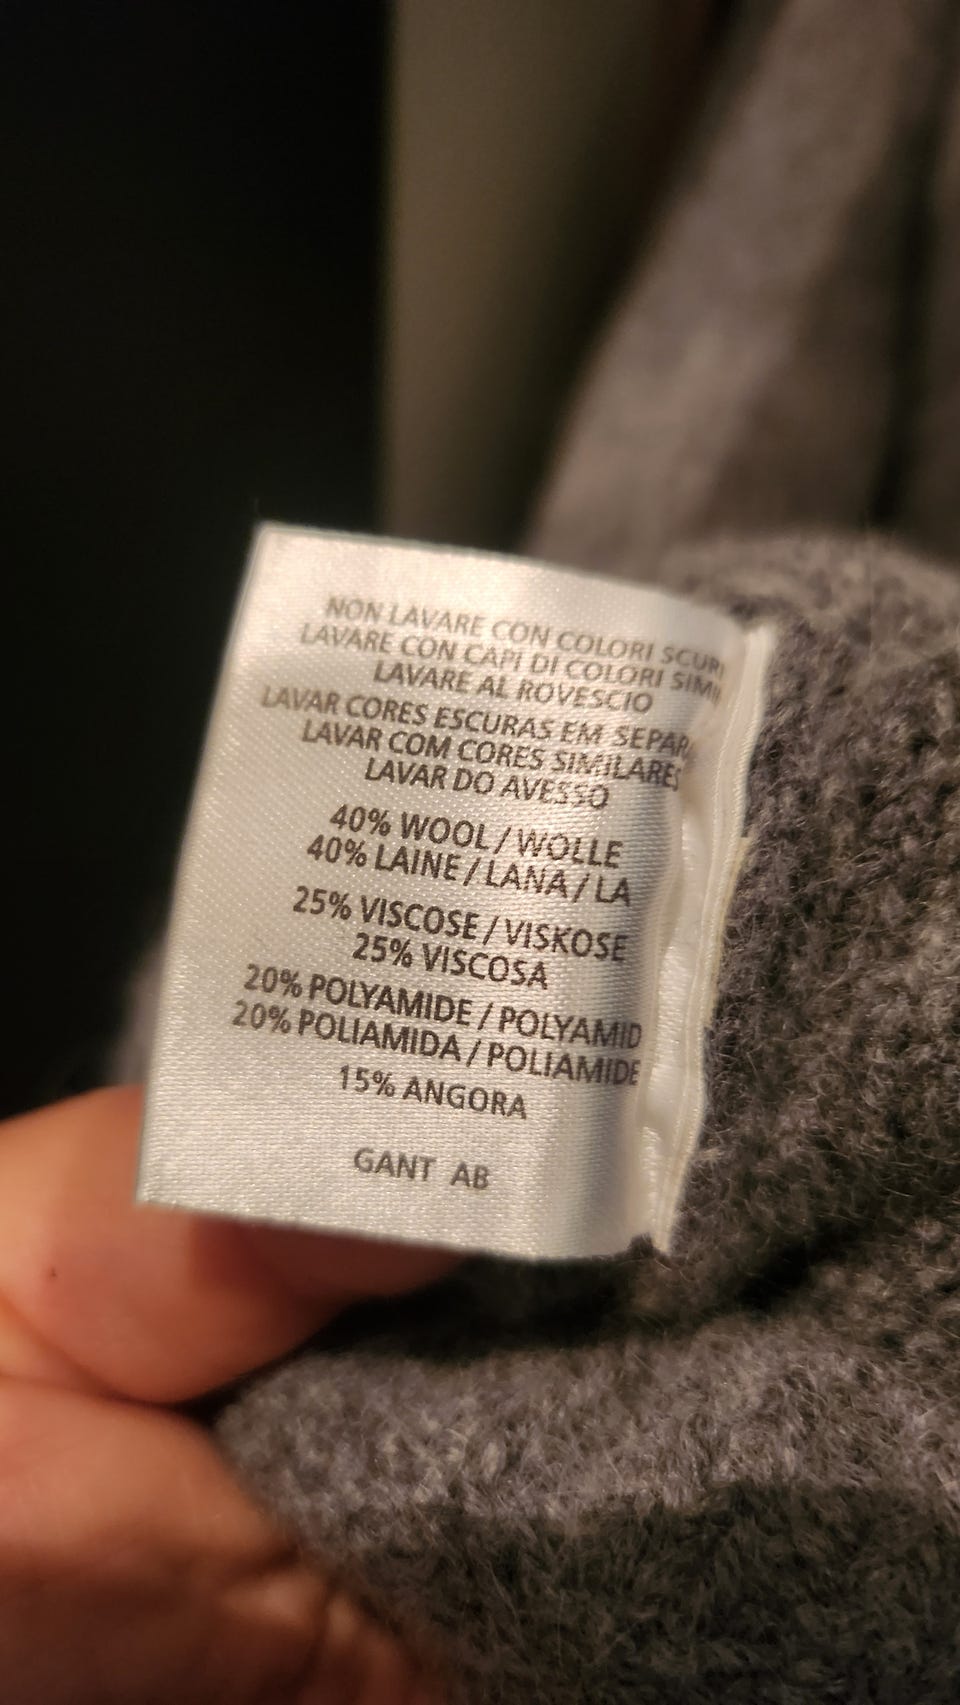 NON LAVARE CON COLORI SCURI
LAVARE CON CAPI DI COLORI
LAVARE AL ROVESCIO
LAVAR CORES ESCURAS EM
LAVAR COM CORES SIMILARES
LAVAR DO AVESSO
40% WOOL / WOLLE
40% LAINE / LANA / LA
25% VISCOSE / VISKOSE
25% VISCOSA
20% POLYAMIDE / POLYAMID
20% POLIAMIDA / POLIAMIDE
15% ANGORA
GANT AB